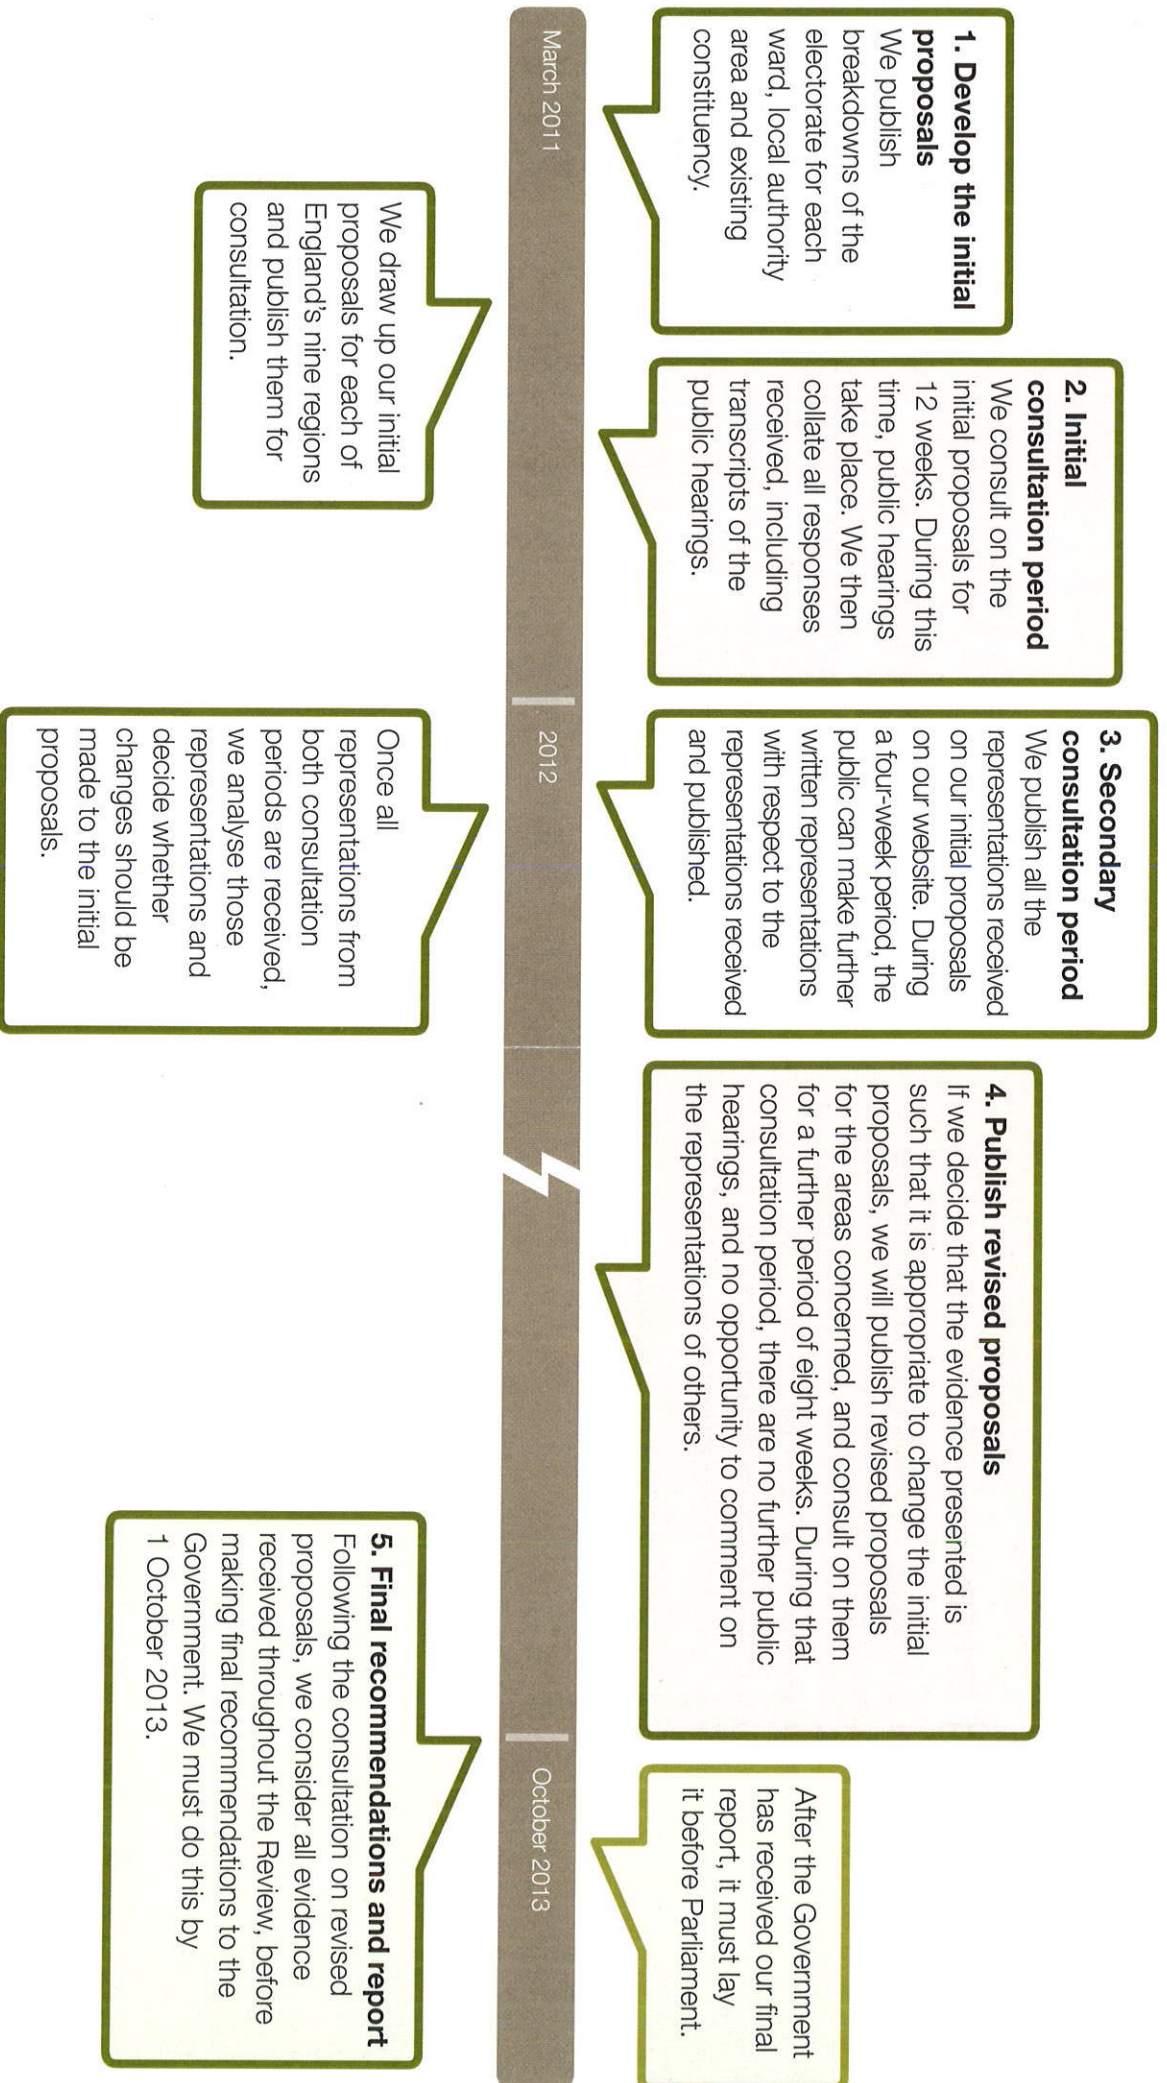 1. Develop the initial
proposals
We publish
breakdowns of the
electorate for each
ward, local authority
area and existing
constituency.
2. Initial
consultation period
We consult on the
initial proposals for
12 weeks. During this
time, public hearings
take place. We then
collate all responses
received, including
transcripts of the
public hearings.
3. Secondary
consultation period
We publish all the
representations received
on our initial proposals
on our website. During
a four-week period, the
public can make further
written representations
with respect to the
representations received
and published.
4. Publish revised proposals
If we decide that the evidence presented is
such that it is appropriate to change the initial
proposals, we will publish revised proposals
for the areas concerned, and consult on them
for a further period of eight weeks. During that
consultation period, there are no further public
hearings, and no opportunity to comment on
the representations of others.
After the Government
has received our final
report, it must lay
it before Parliament.
March 2011
2012
October 2013
We draw up our initial
proposals for each of
England's nine regions
and publish them for
consultation.
Once all
representations from
both consultation
periods are received,
we analyse those
representations and
decide whether
changes should be
made to the initial
proposals.
5. Final recommendations and report
Following the consultation on revised
proposals, we consider all evidence
received throughout the Review, before
making final recommendations to the
Government. We must do this by
1 October 2013.